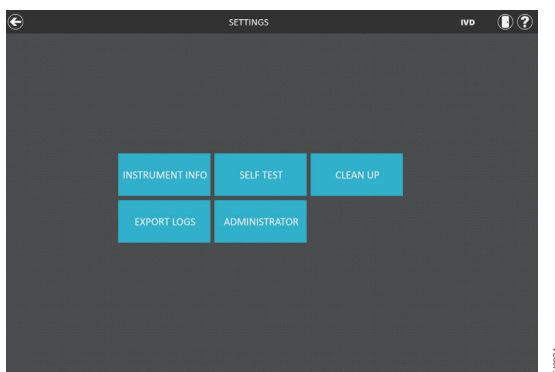 SETTINGS
IVD
?
INSTRUMENT INFO
SELF TEST
CLEAN UP
EXPORT LOGS
ADMINISTRATOR